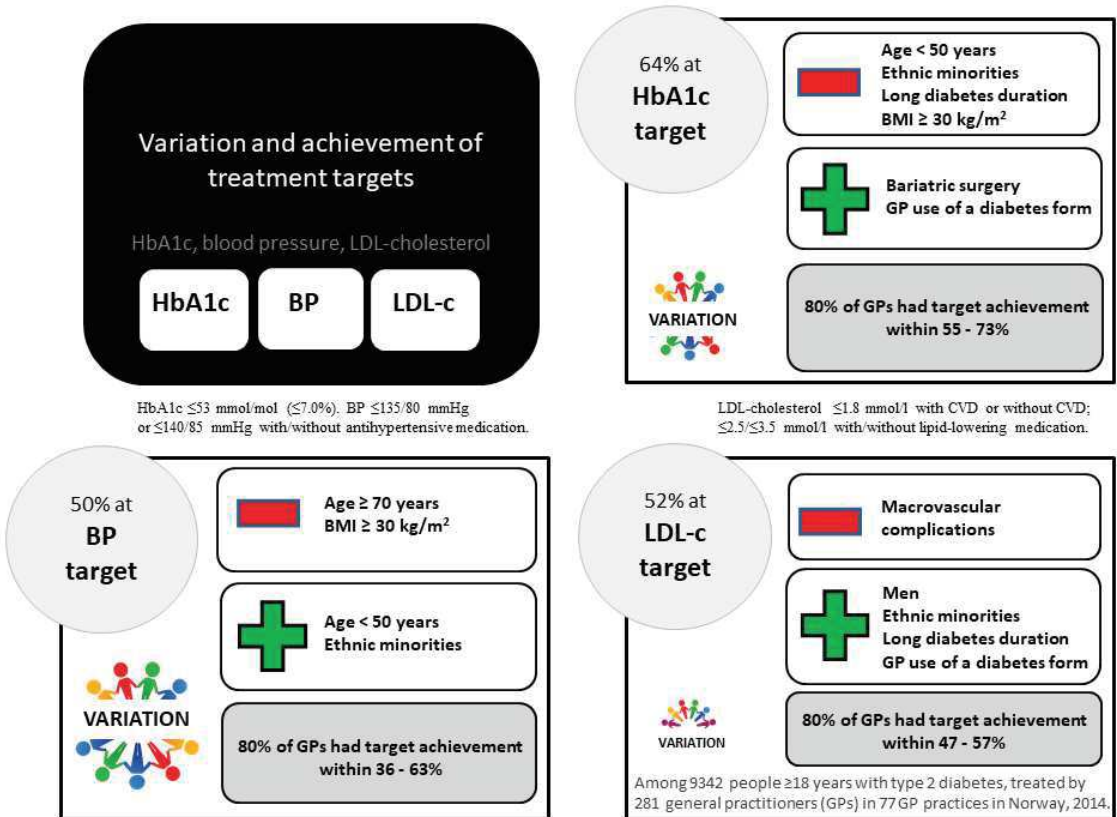 Variation and achievement of
treatment targets
HbA1c, blood pressure, LDL-cholesterol
HbA1c
BP
LDL-c
HbA1c ≤53 mmol/mol (≤7.0%). BP ≤135/80 mmHg
or ≤140/85 mmHg with/without antihypertensive medication.
64% at
HbA1c
target
Age < 50 years
Ethnic minorities
Long diabetes duration
BMI ≥ 30 kg/m²
Bariatric surgery
GP use of a diabetes form
VARIATION
80% of GPs had target achievement
within 55 - 73%
LDL-cholesterol ≤1.8 mmol/l with CVD or without CVD;
≤2.5/≤3.5 mmol/l with/without lipid-lowering medication.
50% at
BP
target
Age ≥ 70 years
BMI ≥ 30 kg/m²
Age < 50 years
Ethnic minorities
VARIATION
80% of GPs had target achievement
within 36 - 63%
52% at
LDL-c
target
Macrovascular
complications
Men
Ethnic minorities
Long diabetes duration
GP use of a diabetes form
VARIATION
80% of GPs had target achievement
within 47 - 57%
Among 9342 people ≥18 years with type 2 diabetes, treated by
281 general practitioners (GPs) in 77 GP practices in Norway, 2014.